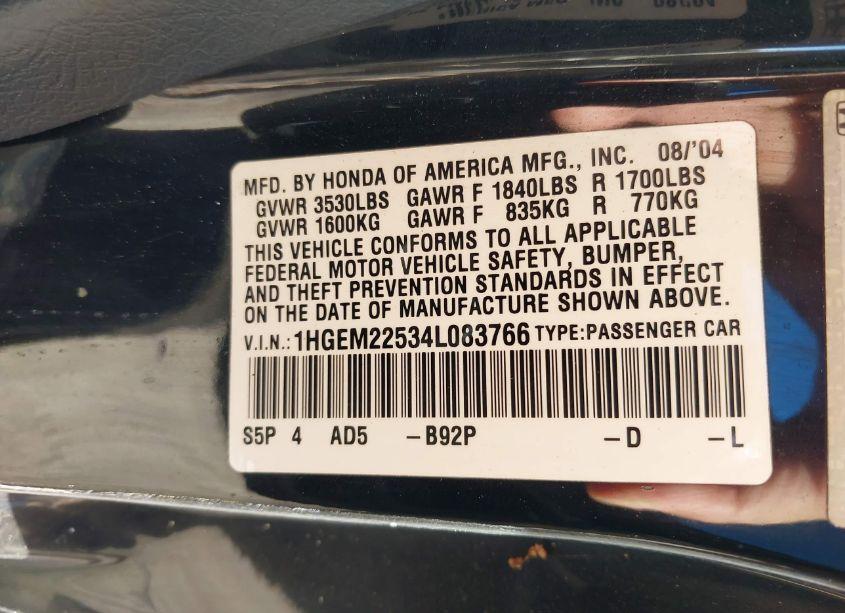 MFD. BY HONDA OF AMERICA MFG., INC. 08/'04
GVWR 3530LBS GAWR F 1840LBS R 1700LBS
GVWR 1600KG GAWR F 835KG R 770KG
THIS VEHICLE CONFORMS TO ALL APPLICABLE
FEDERAL MOTOR VEHICLE SAFETY, BUMPER,
AND THEFT PREVENTION STANDARDS IN EFFECT
ON THE DATE OF MANUFACTURE SHOWN ABOVE.
V.I.N.: 1HGEM22534L083766 TYPE:PASSENGER CAR
S5P 4 AD5 -B92P -D -L